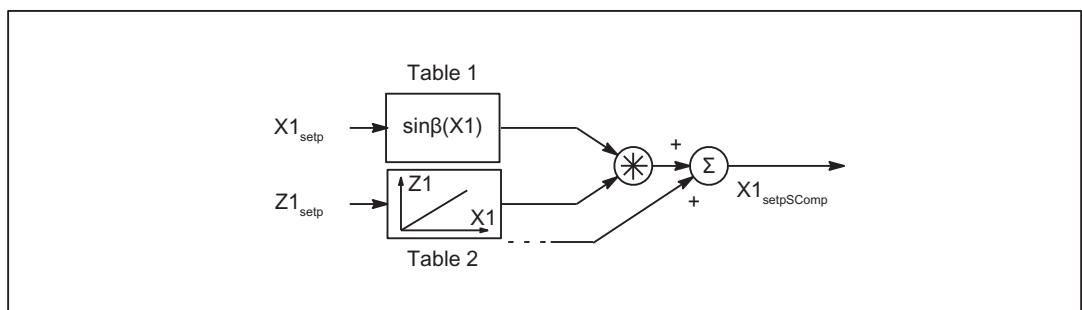 Table 1
X1setp
sinβ(X1)
+
Σ
X1setpSComp
+
Z1setp
Z1
X1
Table 2